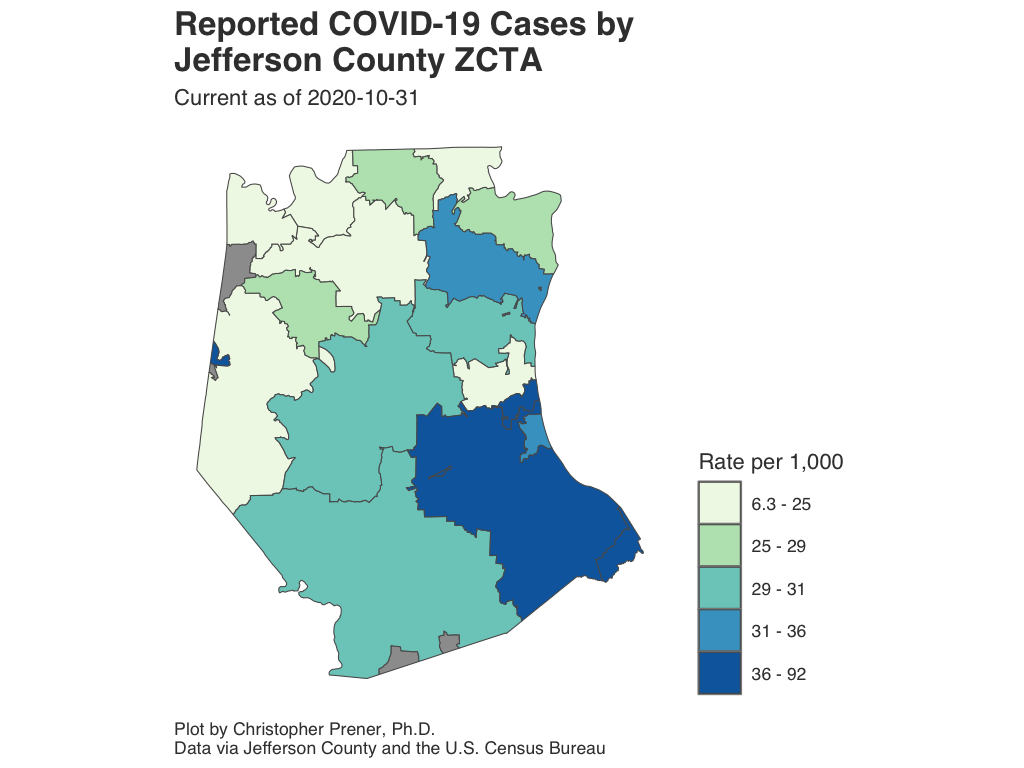 Reported COVID-19 Cases by
Jefferson County ZCTA
Current as of 2020-10-31
Rate per 1,000
6.3 - 25
25 - 29
29 - 31
31 - 36
36 - 92
Plot by Christopher Prener, Ph.D.
Data via Jefferson County and the U.S. Census Bureau